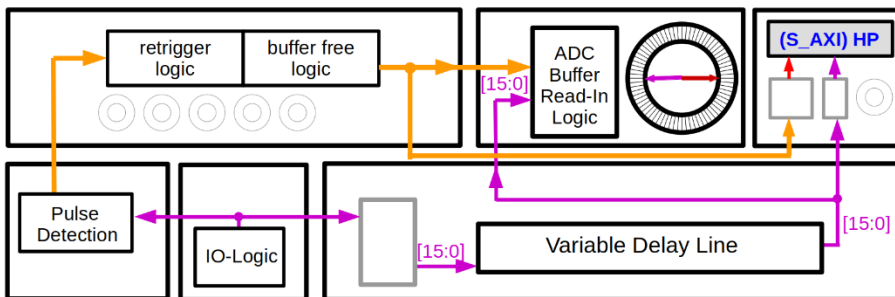 retrigger
logic
buffer free
logic
ADC
Buffer
Read-In
Logic
[15:0]
(S_AXI) HP
Pulse
Detection
IO-Logic
[15:0]
Variable Delay Line
[15:0]